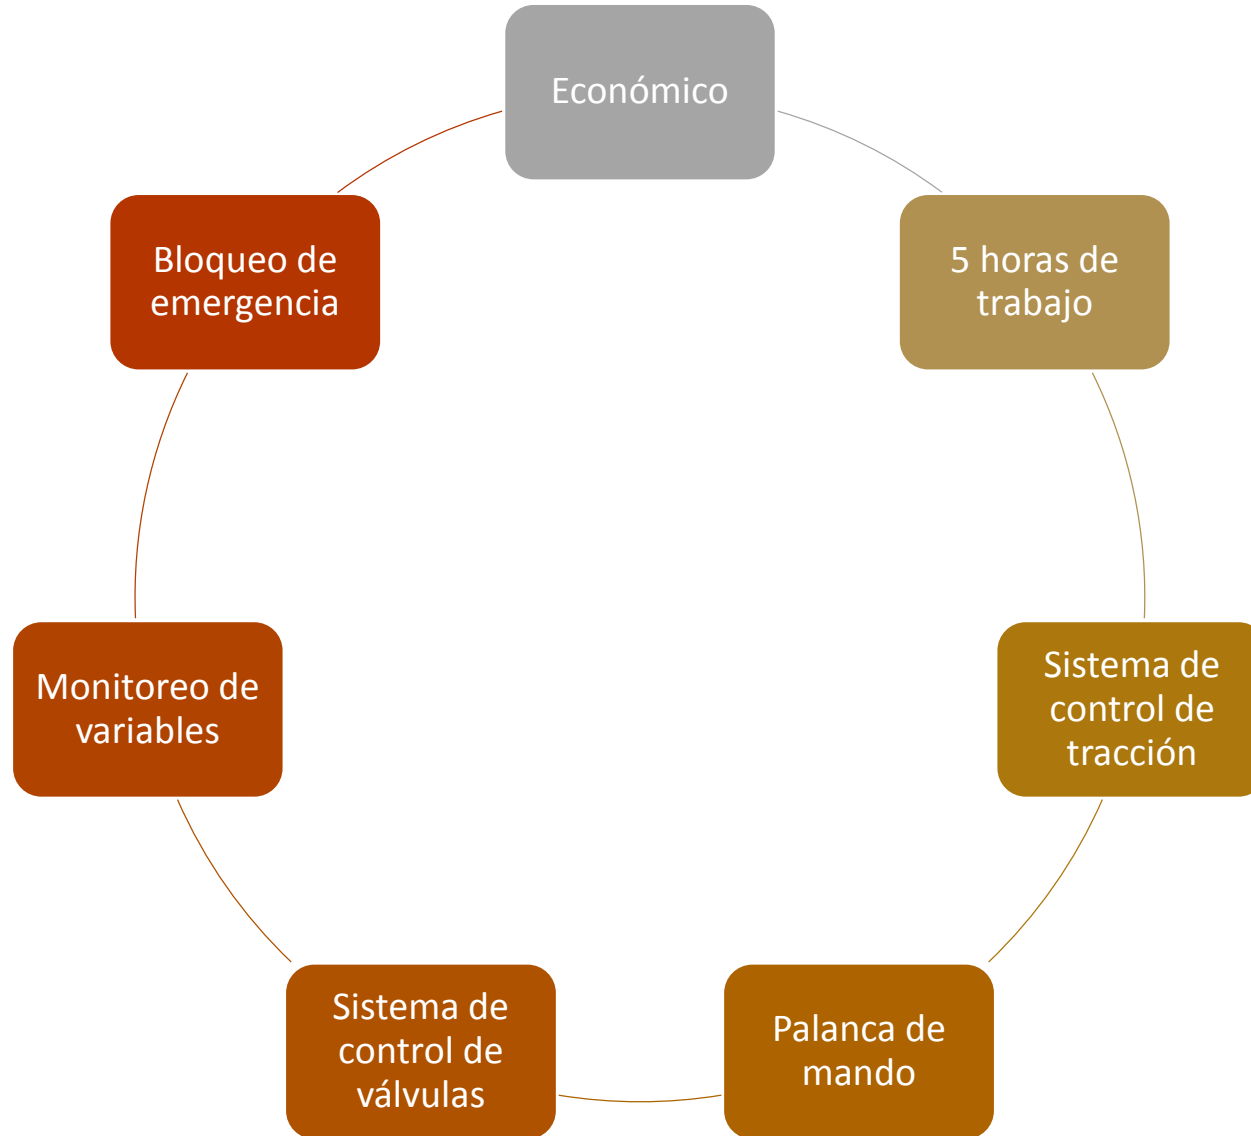 Económico
5 horas de
trabajo
Sistema de
control de
tracción
Palanca de
mando
Sistema de
control de
válvulas
Monitoreo de
variables
Bloqueo de
emergencia